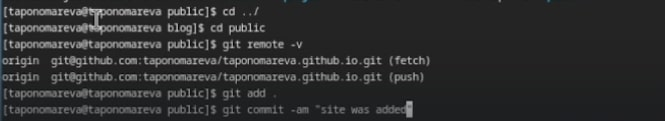 [taponomareva@taponomareva public]$ cd ../
[taponomareva@taponomareva blog]$ cd public
[taponomareva@taponomareva public]$ git remote -v
origin  git@github.com:taponomareva/taponomareva.github.io.git (fetch)
origin  git@github.com:taponomareva/taponomareva.github.io.git (push)
[taponomareva@taponomareva public]$ git add .
[taponomareva@taponomareva public]$ git commit -am "site was added"